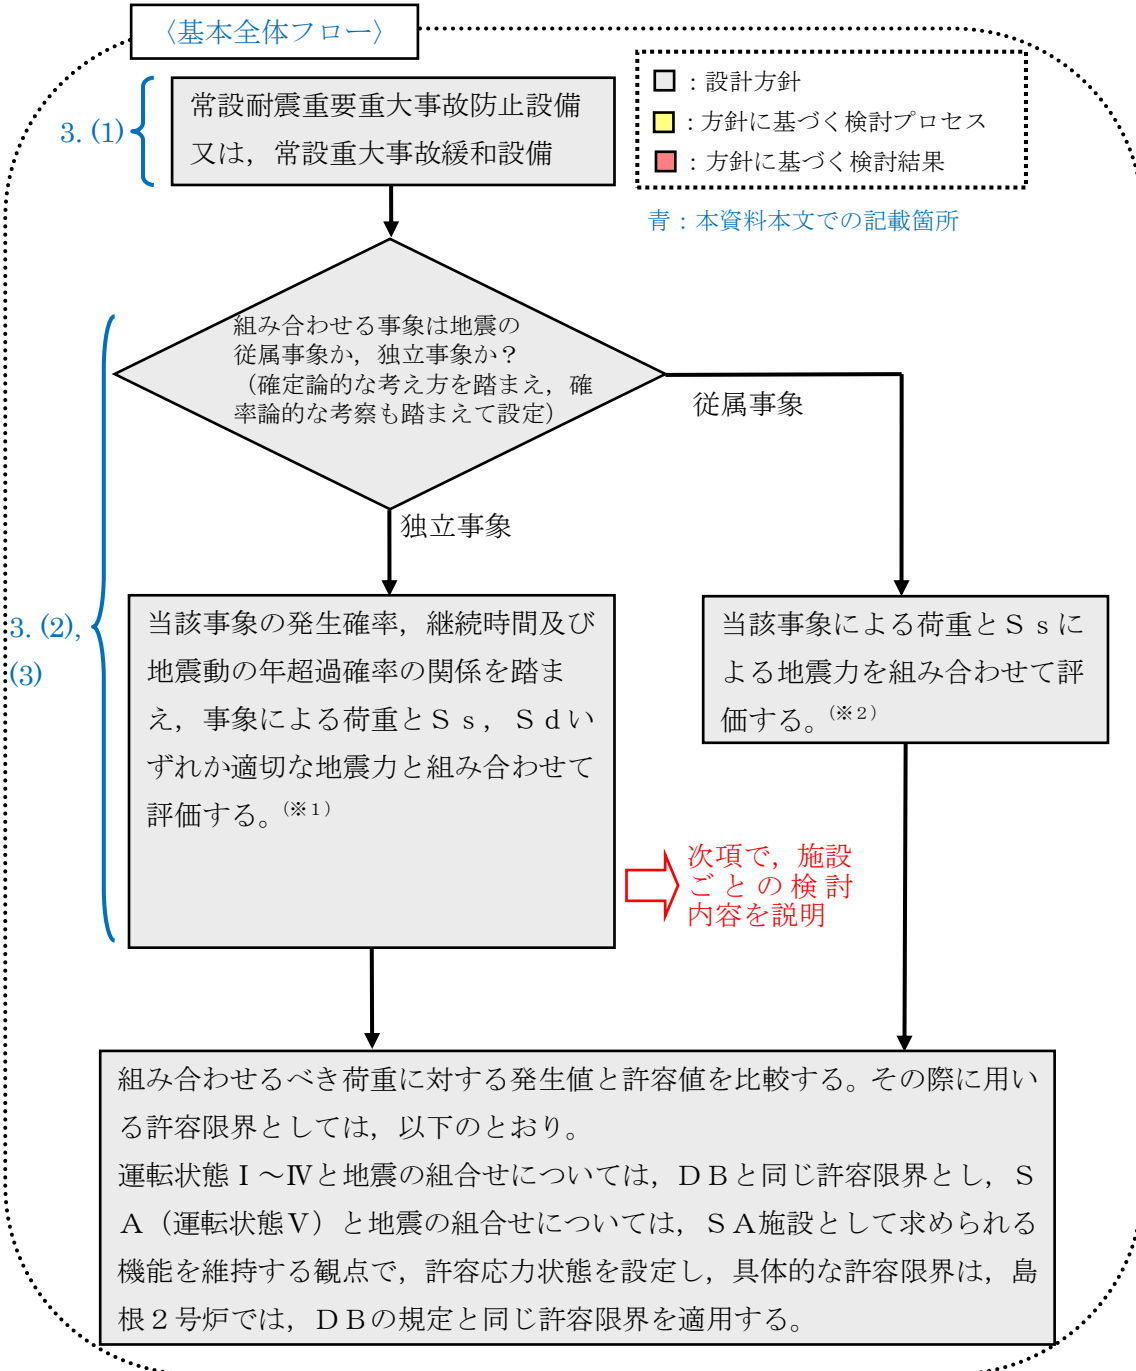 〈基本全体フロー〉
：設計方針
：方針に基づく検討プロセス
：方針に基づく検討結果
青：本資料本文での記載箇所
3. (1)
常設耐震重要重大事故防止設備
又は，常設重大事故緩和設備
組み合わせる事象は地震の
従属事象か，独立事象か？
（確定論的な考え方を踏まえ，確
率論的な考察も踏まえて設定）
従属事象
独立事象
3. (2),
(3)
当該事象の発生確率，継続時間及び
地震動の年超過確率の関係を踏ま
え，事象による荷重とＳｓ，Ｓｄい
ずれか適切な地震力と組み合わせて
評価する。（※１）
当該事象による荷重とＳｓに
よる地震力を組み合わせて評
価する。（※２）
次項で，施設
ごとの検討
内容を説明
組み合わせるべき荷重に対する発生値と許容値を比較する。その際に用い
る許容限界としては，以下のとおり。
運転状態Ⅰ～Ⅳと地震の組合せについては，ＤＢと同じ許容限界とし，Ｓ
Ａ（運転状態Ⅴ）と地震の組合せについては，ＳＡ施設として求められる
機能を維持する観点で，許容応力状態を設定し，具体的な許容限界は，島
根２号炉では，ＤＢの規定と同じ許容限界を適用する。